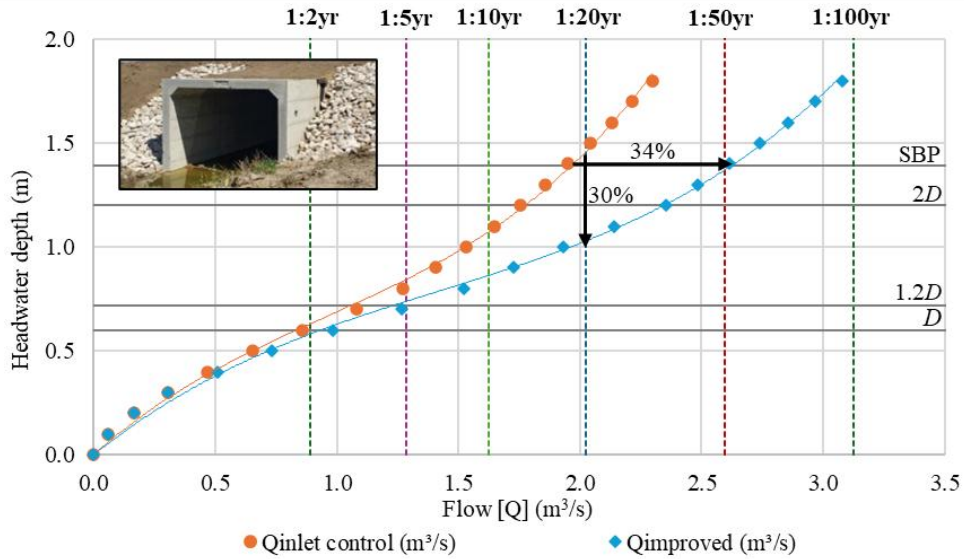 1:2yr 1:5yr 1:10yr 1:20yr 1:50yr 1:100yr
2.0
1.5
1.0
0.5
0.0
Headwater depth (m)
34%
30%
SBP
2D
1.2D
D
0.0 0.5 1.0 1.5 2.0 2.5 3.0 3.5
Flow [Q] (m³/s)
Qinlet control (m³/s) Qimproved (m³/s)